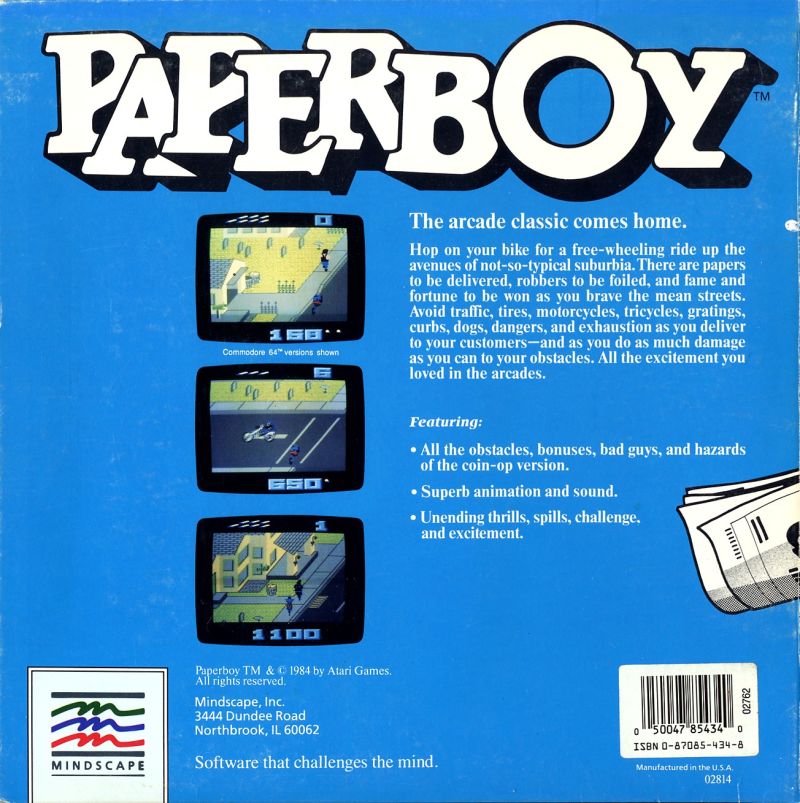 PAPERBOY™
0
168
Commodore 64™ versions shown
6
650
1
1100
The arcade classic comes home.
Hop on your bike for a free-wheeling ride up the
avenues of not-so-typical suburbia. There are papers
to be delivered, robbers to be foiled, and fame and
fortune to be won as you brave the mean streets.
Avoid traffic, tires, motorcycles, tricycles, gratings,
curbs, dogs, dangers, and exhaustion as you deliver
to your customers—and as you do as much damage
as you can to your obstacles. All the excitement you
loved in the arcades.
Featuring:
• All the obstacles, bonuses, bad guys, and hazards
of the coin-op version.
• Superb animation and sound.
• Unending thrills, spills, challenge,
and excitement.
Paperboy TM & © 1984 by Atari Games.
All rights reserved.
Mindscape, Inc.
3444 Dundee Road
Northbrook, IL 60062
Software that challenges the mind.
MINDSCAPE
02762
0 50047 85434 0
ISBN 0-87085-434-8
Manufactured in the U.S.A.
02814